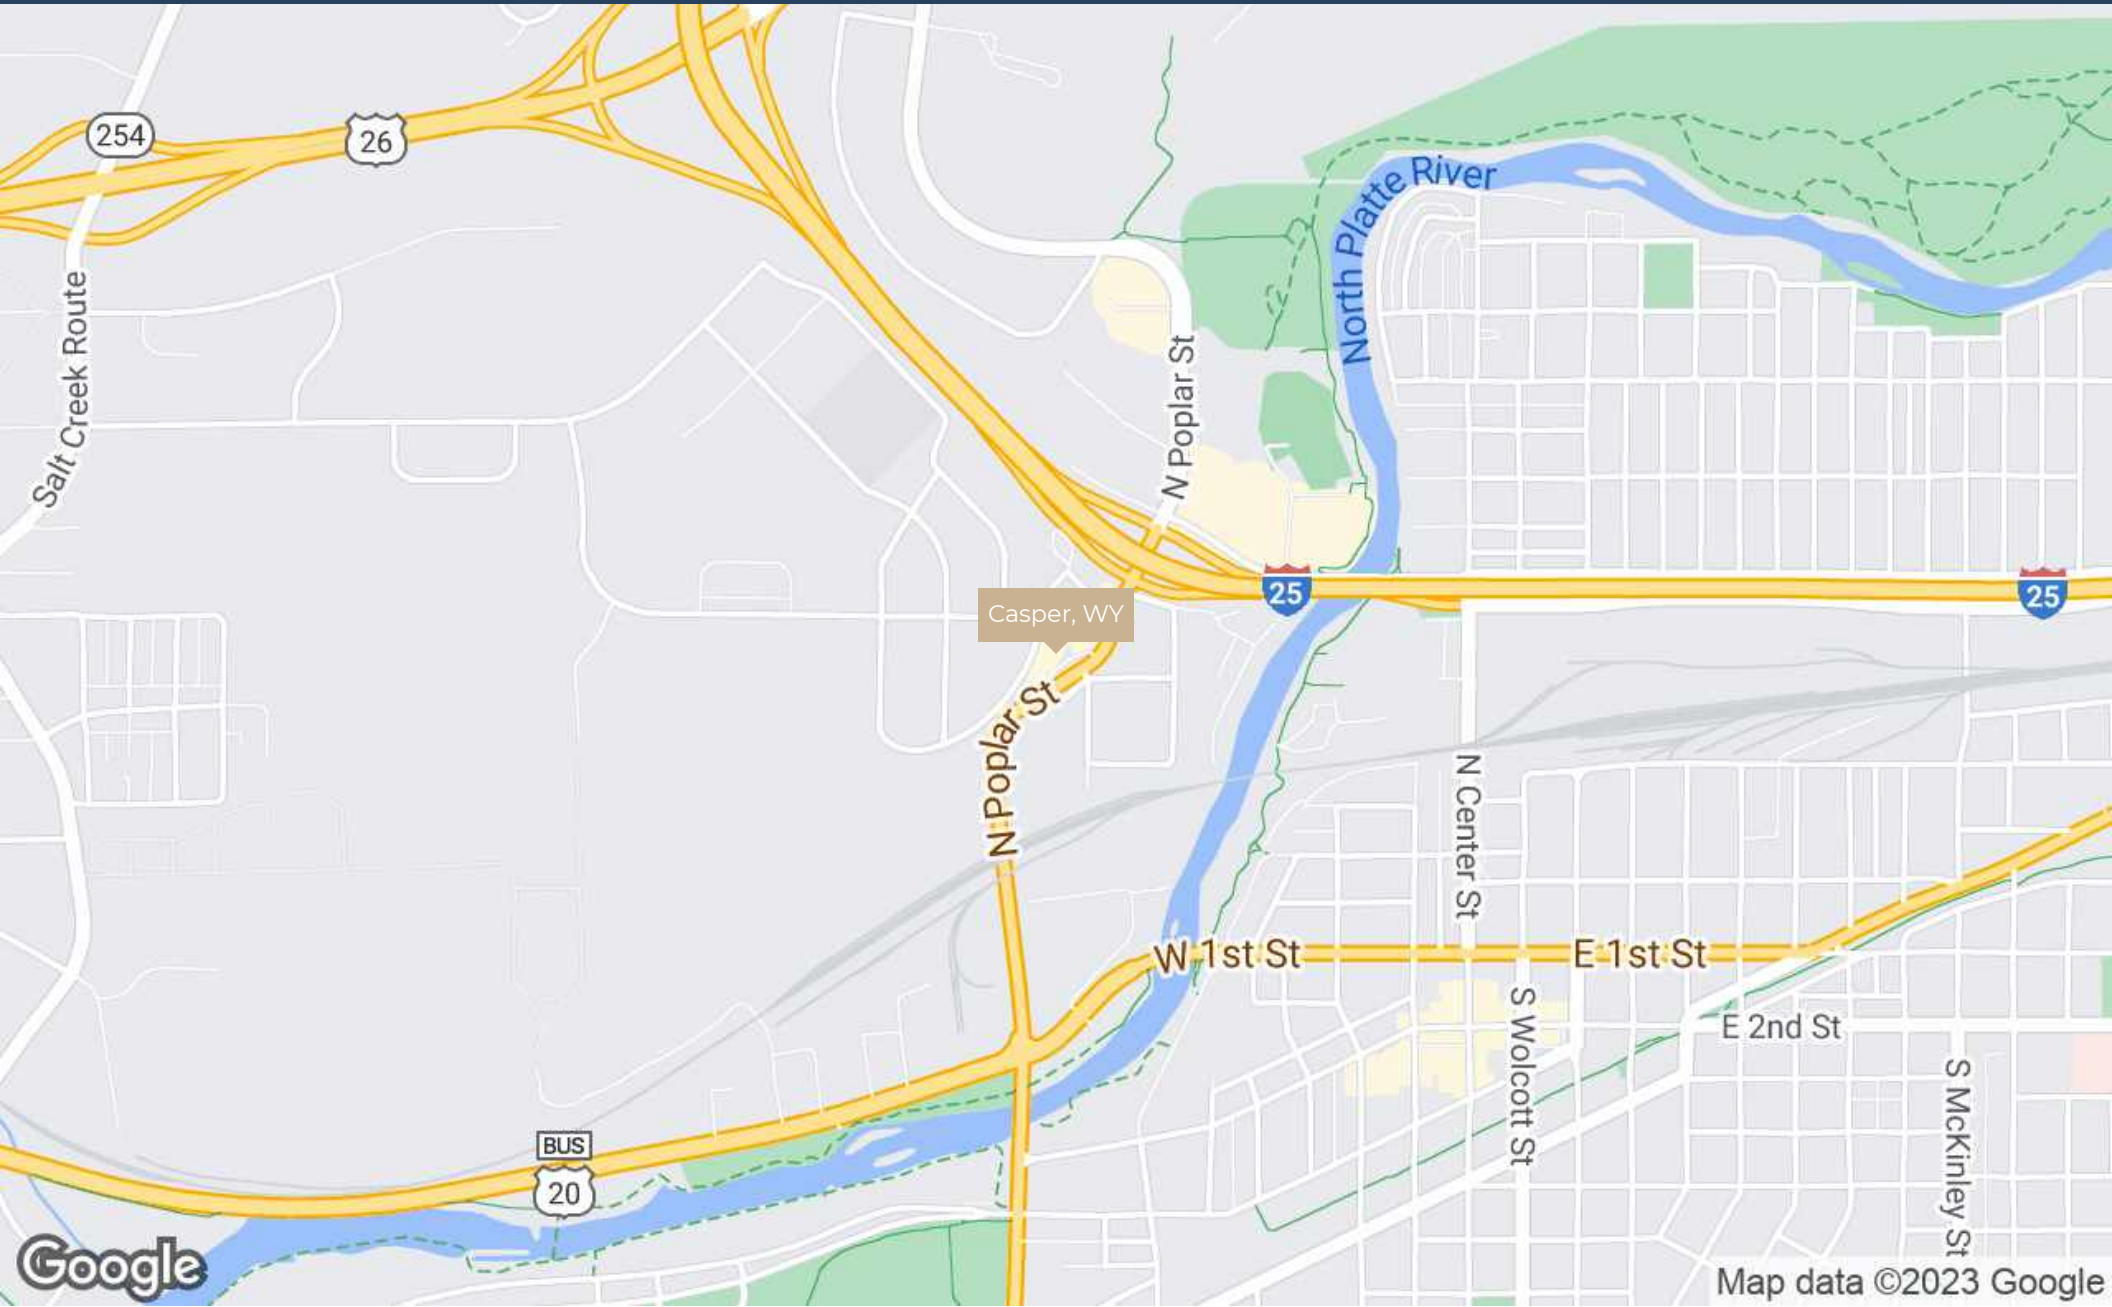 254
26
North Platte River
Salt Creek Route
N Poplar St
25
25
Casper, WY
N Poplar St
N Center St
W 1st St
E 1st St
S Wolcott St
E 2nd St
S McKinley St
BUS
20
Google
Map data ©2023 Google